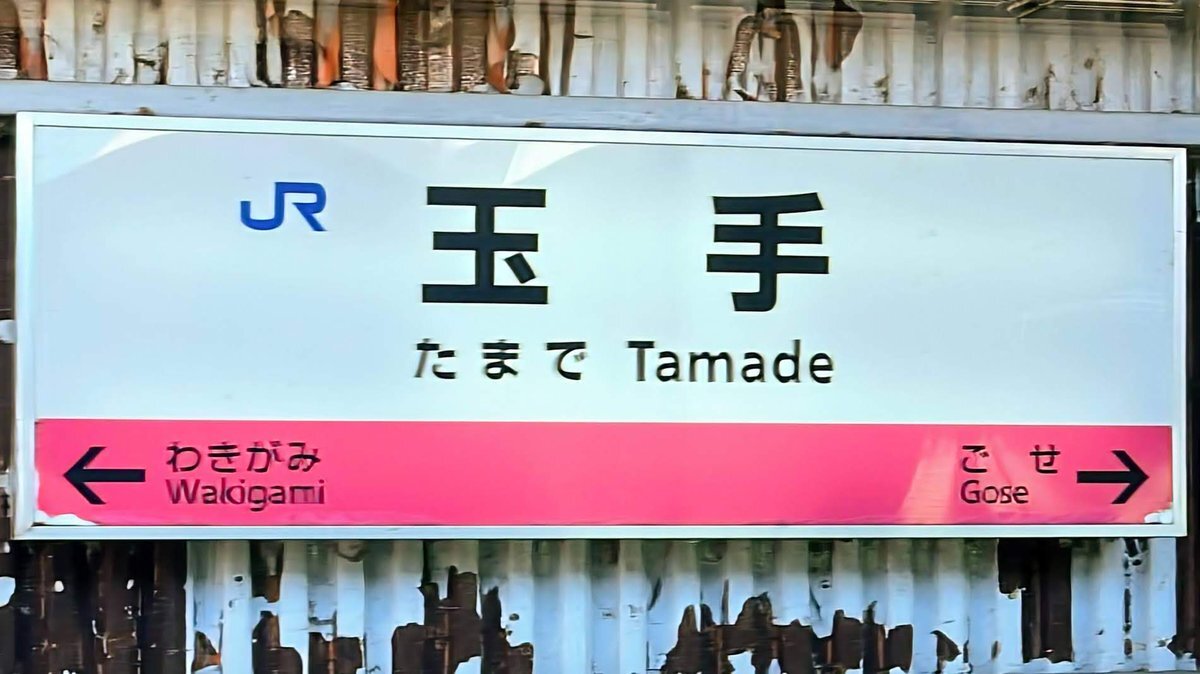 JR 玉手
たまで Tamade
← わきがみ
Wakigami
ごせ →
Gose